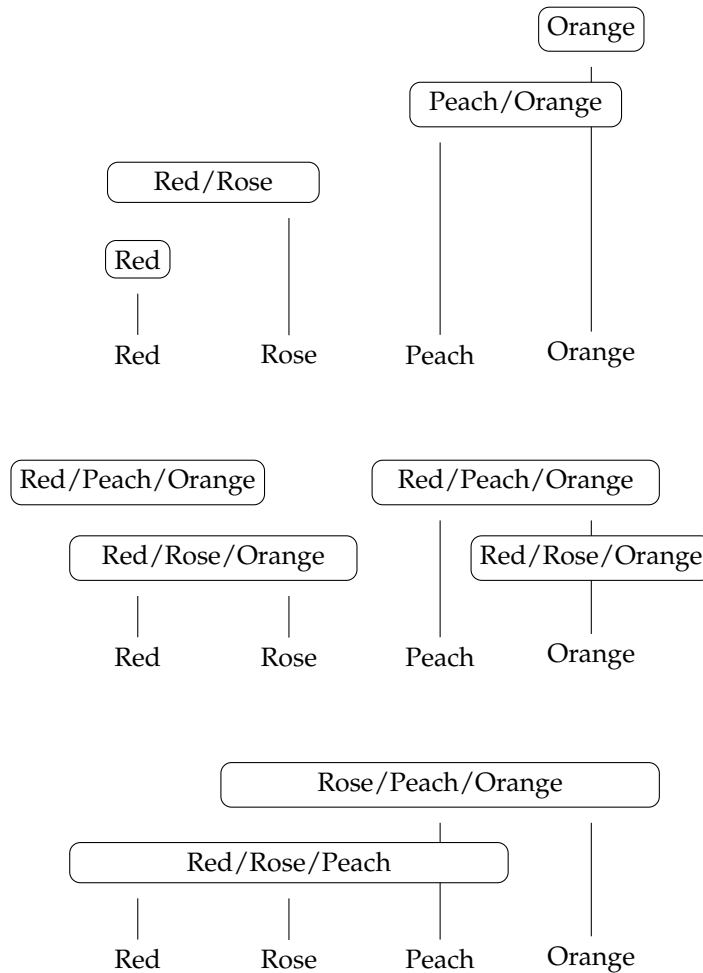 Orange
Peach/Orange
Red/Rose
Red
Red Rose Peach Orange
Red/Peach/Orange Red/Peach/Orange
Red/Rose/Orange Red/Rose/Orange
Red Rose Peach Orange
Rose/Peach/Orange
Red/Rose/Peach
Red Rose Peach Orange